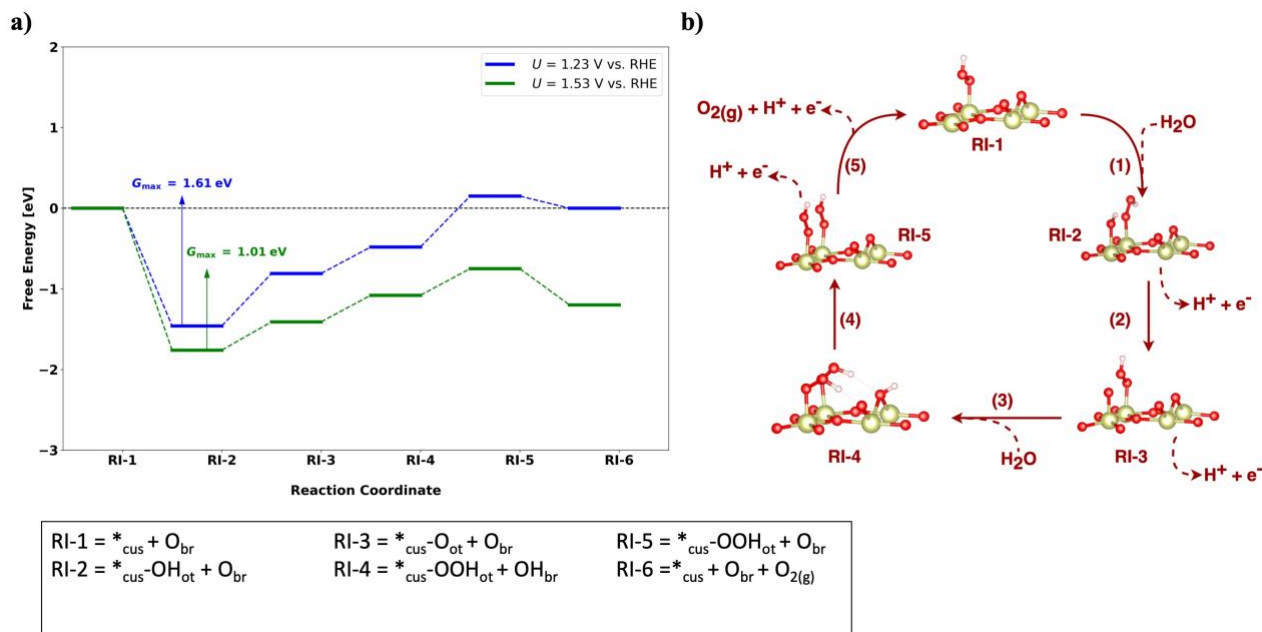 a)
2
1
0
−1
−2
−3
Free Energy [eV]
U = 1.23 V vs. RHE
U = 1.53 V vs. RHE
G_max = 1.61 eV
G_max = 1.01 eV
RI-1 RI-2 RI-3 RI-4 RI-5 RI-6
Reaction Coordinate
b)
O2(g) + H+ + e-
RI-1
H2O
(5)
(1)
H+ + e-
RI-5
RI-2
H+ + e-
(4)
(2)
(3)
RI-4
H2O
RI-3
H+ + e-
RI-1 = *cus + Obr
RI-2 = *cus-OHot + Obr
RI-3 = *cus-Oot + Obr
RI-4 = *cus-OOHot + OHbr
RI-5 = *cus-OOHot + Obr
RI-6 =*cus + Obr + O2(g)